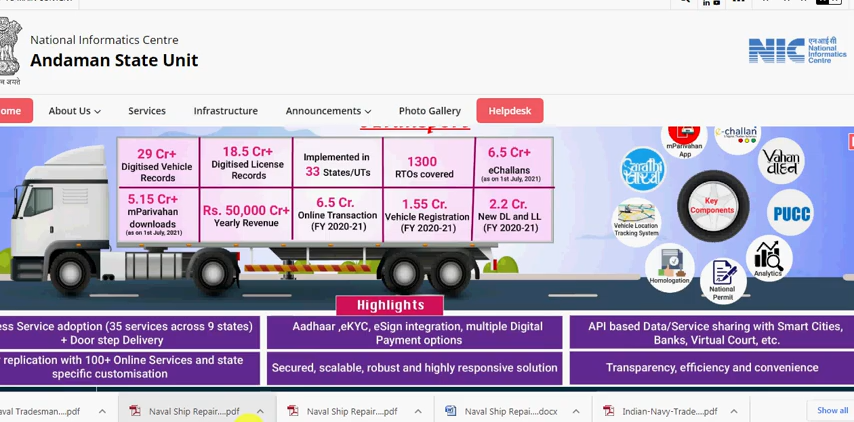 National Informatics Centre
Andaman State Unit
एन आई सी
NIC National
Informatics
Centre
About Us
Services
Infrastructure
Announcements
Photo Gallery
Helpdesk
29 Cr+
Digitised Vehicle
Records
18.5 Cr+
Digitised License
Records
Implemented in
33 States/UTs
1300
RTOs covered
6.5 Cr+
eChallans
(as on 1st July, 2021)
5.15 Cr+
mParivahan
downloads
(as on 1st July, 2021)
Rs. 50,000 Cr+
Yearly Revenue
6.5 Cr.
Online Transaction
(FY 2020-21)
1.55 Cr.
Vehicle Registration
(FY 2020-21)
2.2 Cr.
New DL and LL
(FY 2020-21)
mParivahan
App
e-challan
Vahan
वाहन
PUCC
Analytics
National
Permit
Homologation
Vehicle Location
Tracking System
Key
Components
Highlights
Service adoption (35 services across 9 states)
+ Door step Delivery
Aadhaar ,eKYC, eSign integration, multiple Digital
Payment options
API based Data/Service sharing with Smart Cities,
Banks, Virtual Court, etc.
replication with 100+ Online Services and state
specific customisation
Secured, scalable, robust and highly responsive solution
Transparency, efficiency and convenience
Tradesman....pdf
Naval Ship Repair....pdf
Naval Ship Repair....pdf
Naval Ship Repai....docx
Indian-Navy-Trade....pdf
Show all